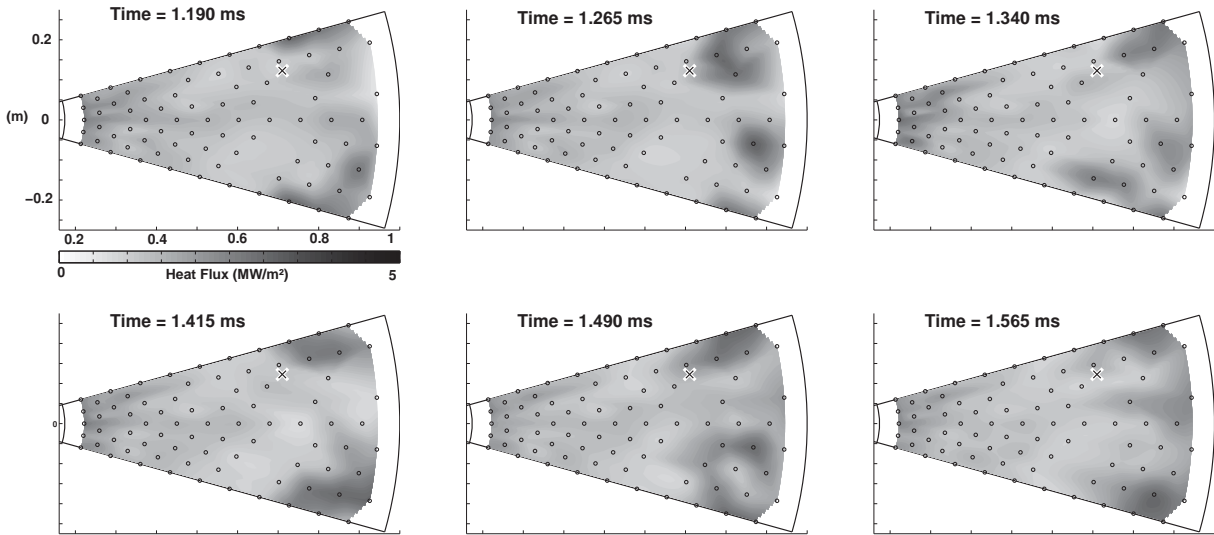 Time = 1.190 ms
Time = 1.265 ms
Time = 1.340 ms
0.2
(m)
0
−0.2
0.2 0.4 0.6 0.8 1
0 Heat Flux (MW/m²) 5
Time = 1.415 ms
Time = 1.490 ms
Time = 1.565 ms
0